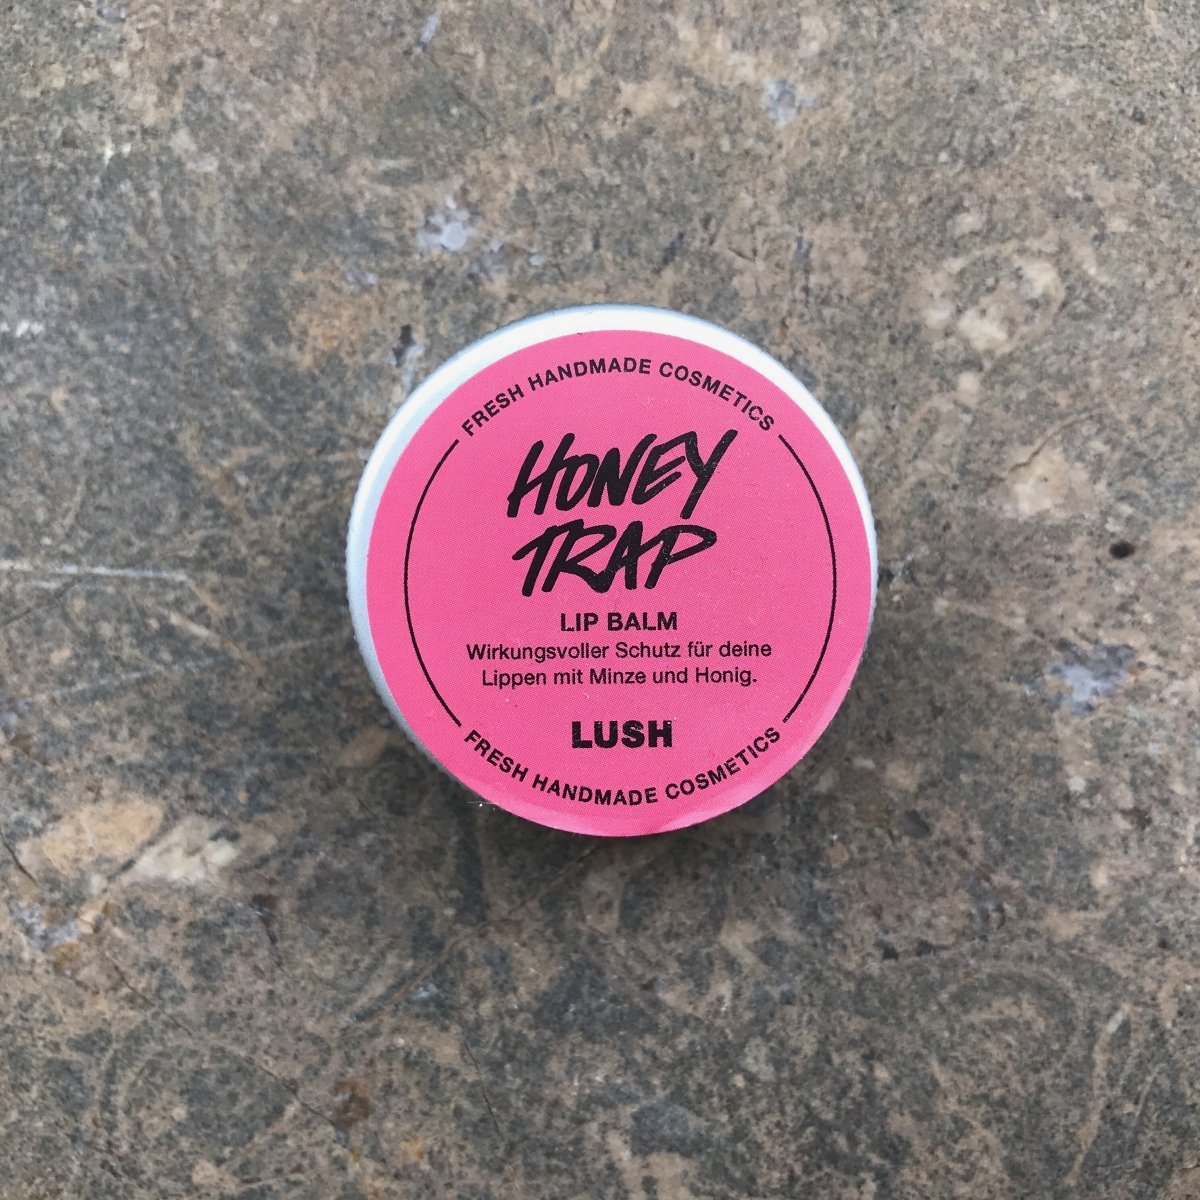 FRESH HANDMADE COSMETICS
HONEY
TRAP
LIP BALM
Wirkungsvoller Schutz für deine
Lippen mit Minze und Honig.
LUSH
FRESH HANDMADE COSMETICS